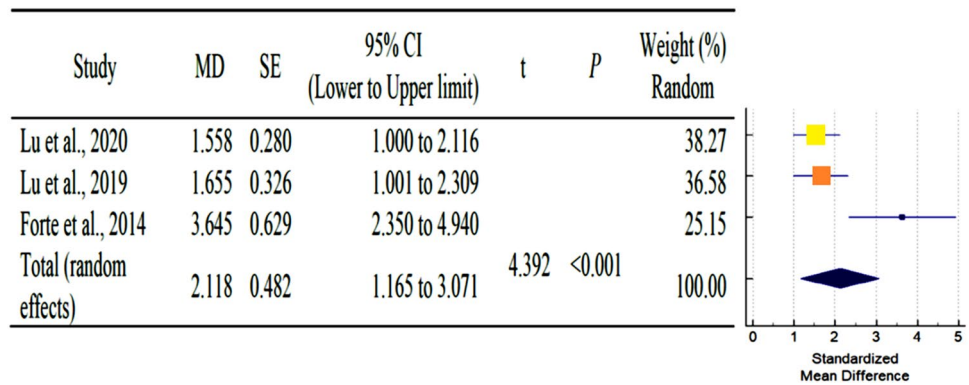 Study MD SE 95% CI (Lower to Upper limit) t P Weight (%) Random
Lu et al., 2020 1.558 0.280 1.000 to 2.116 38.27
Lu et al., 2019 1.655 0.326 1.001 to 2.309 36.58
Forte et al., 2014 3.645 0.629 2.350 to 4.940 25.15
Total (random effects) 2.118 0.482 1.165 to 3.071 4.392 <0.001 100.00
0 1 2 3 4 5
Standardized
Mean Difference